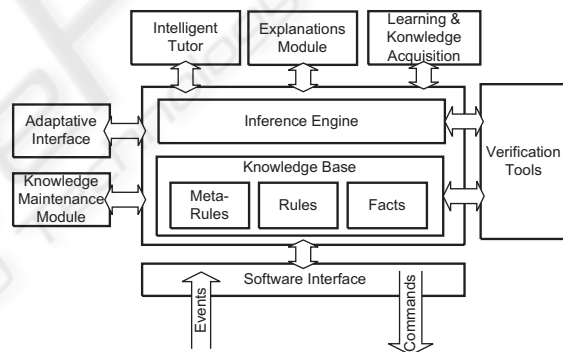 Intelligent
Tutor
Explanations
Module
Learning &
Konwledge
Acquisition
Adaptative
Interface
Inference Engine
Verification
Tools
Knowledge
Maintenance
Module
Knowledge Base
Meta-
Rules
Rules
Facts
Software Interface
Events
Commands